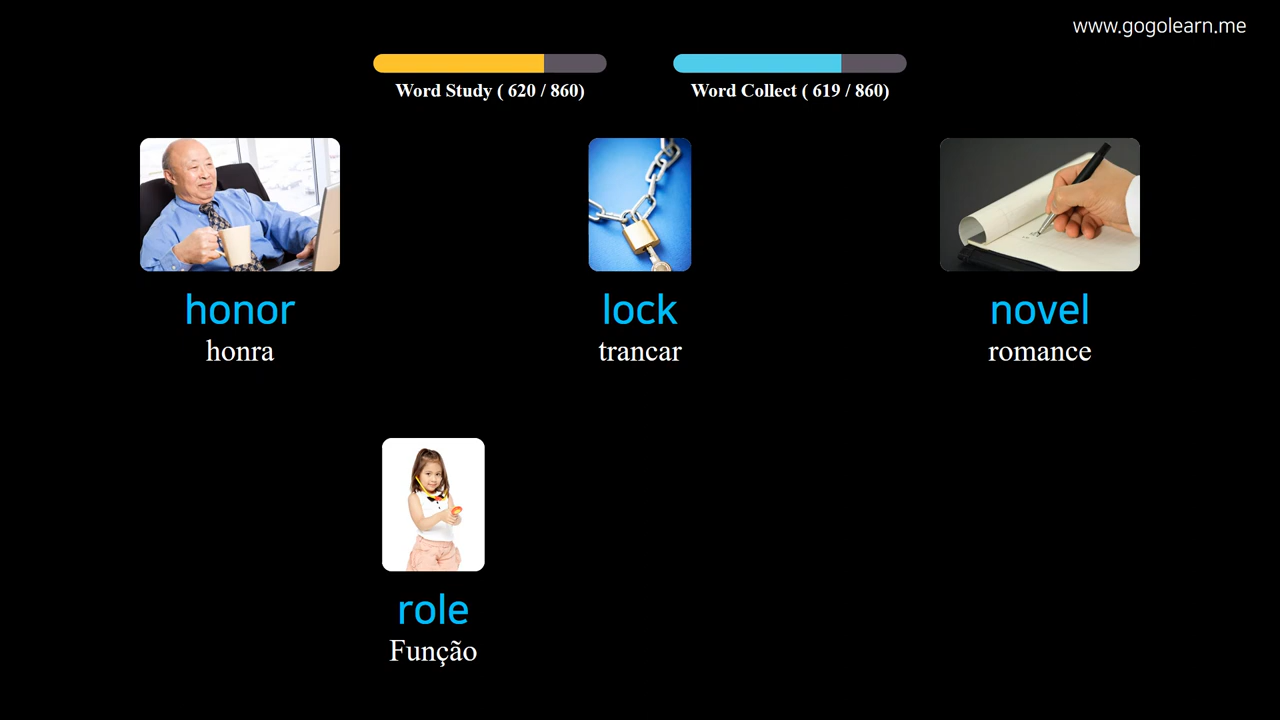 www.gogolearn.me
Word Study ( 620 / 860)
Word Collect ( 619 / 860)
honor
honra
lock
trancar
novel
romance
role
Função